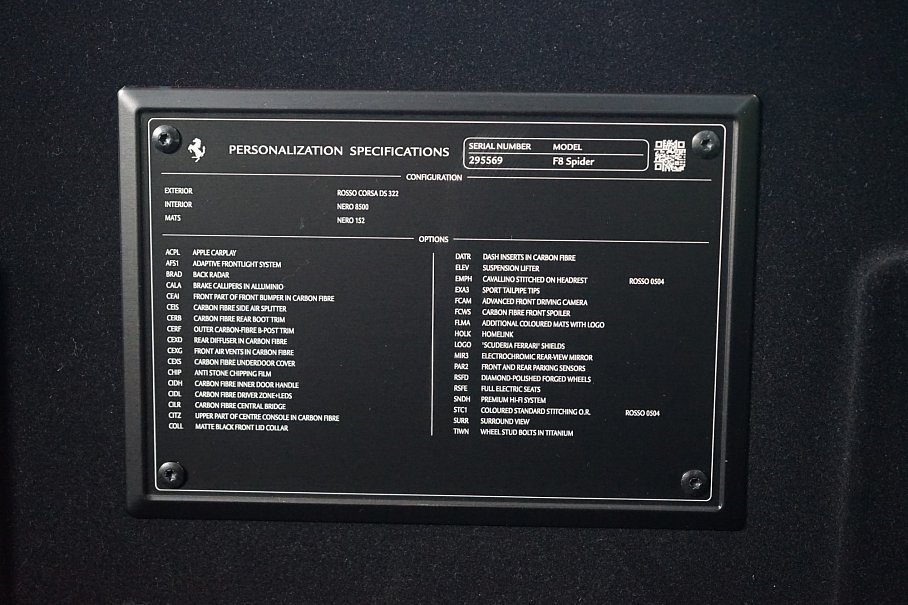 PERSONALIZATION SPECIFICATIONS
SERIAL NUMBER MODEL
295569 F8 Spider
CONFIGURATION
EXTERIOR ROSSO CORSA DS 322
INTERIOR NERO 8500
MATS NERO 152
OPTIONS
ACPL APPLE CARPLAY
AFS1 ADAPTIVE FRONTLIGHT SYSTEM
BRAD BACK RADAR
CALA BRAKE CALLIPERS IN ALLUMINIO
CEAI FRONT PART OF FRONT BUMPER IN CARBON FIBRE
CEIS CARBON FIBRE SIDE AIR SPLITTER
CERB CARBON FIBRE REAR BOOT TRIM
CERF OUTER CARBON-FIBRE B-POST TRIM
CEXD REAR DIFFUSER IN CARBON FIBRE
CEXG FRONT AIR VENTS IN CARBON FIBRE
CEXS CARBON FIBRE UNDERDOOR COVER
CHIP ANTI STONE CHIPPING FILM
CIDH CARBON FIBRE INNER DOOR HANDLE
CIDL CARBON FIBRE DRIVER ZONE+LEDS
CILR CARBON FIBRE CENTRAL BRIDGE
CITZ UPPER PART OF CENTRE CONSOLE IN CARBON FIBRE
COLL MATTE BLACK FRONT LID COLLAR
DATR DASH INSERTS IN CARBON FIBRE
ELEV SUSPENSION LIFTER
EMPH CAVALLINO STITCHED ON HEADREST ROSSO 0504
EXA3 SPORT TAILPIPE TIPS
FCAM ADVANCED FRONT DRIVING CAMERA
FCWS CARBON FIBRE FRONT SPOILER
FLMA ADDITIONAL COLOURED MATS WITH LOGO
HOLK HOMELINK
LOGO "SCUDERIA FERRARI" SHIELDS
MIR3 ELECTROCHROMIC REAR-VIEW MIRROR
PAR2 FRONT AND REAR PARKING SENSORS
RSFD DIAMOND-POLISHED FORGED WHEELS
RSFE FULL ELECTRIC SEATS
SNDH PREMIUM HI-FI SYSTEM
STC1 COLOURED STANDARD STITCHING O.R. ROSSO 0504
SURR SURROUND VIEW
TIWN WHEEL STUD BOLTS IN TITANIUM